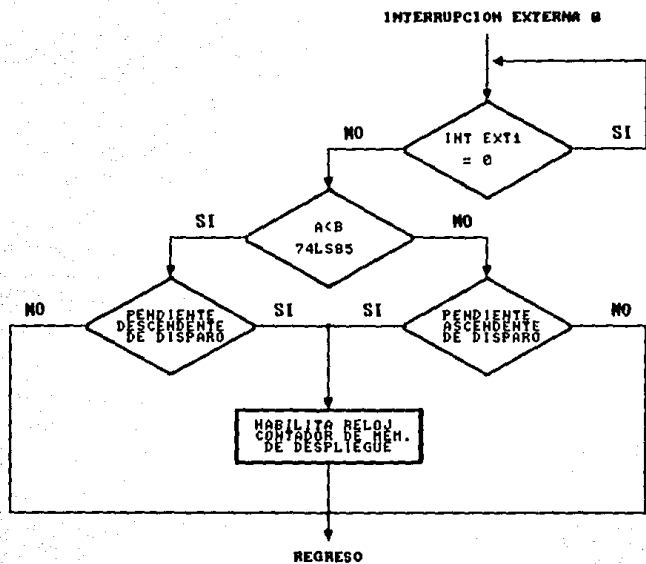 INTERRUPCION EXTERNA 0
INT EXT1
= 0
NO
SI
A<B
74LS85
SI
NO
PENDIENTE
DESCENDENTE
DE DISPARO
NO
SI
PENDIENTE
ASCENDENTE
DE DISPARO
SI
NO
HABILITA RELOJ
CONTADOR DE MEM.
DE DESPLIEGUE
REGRESO